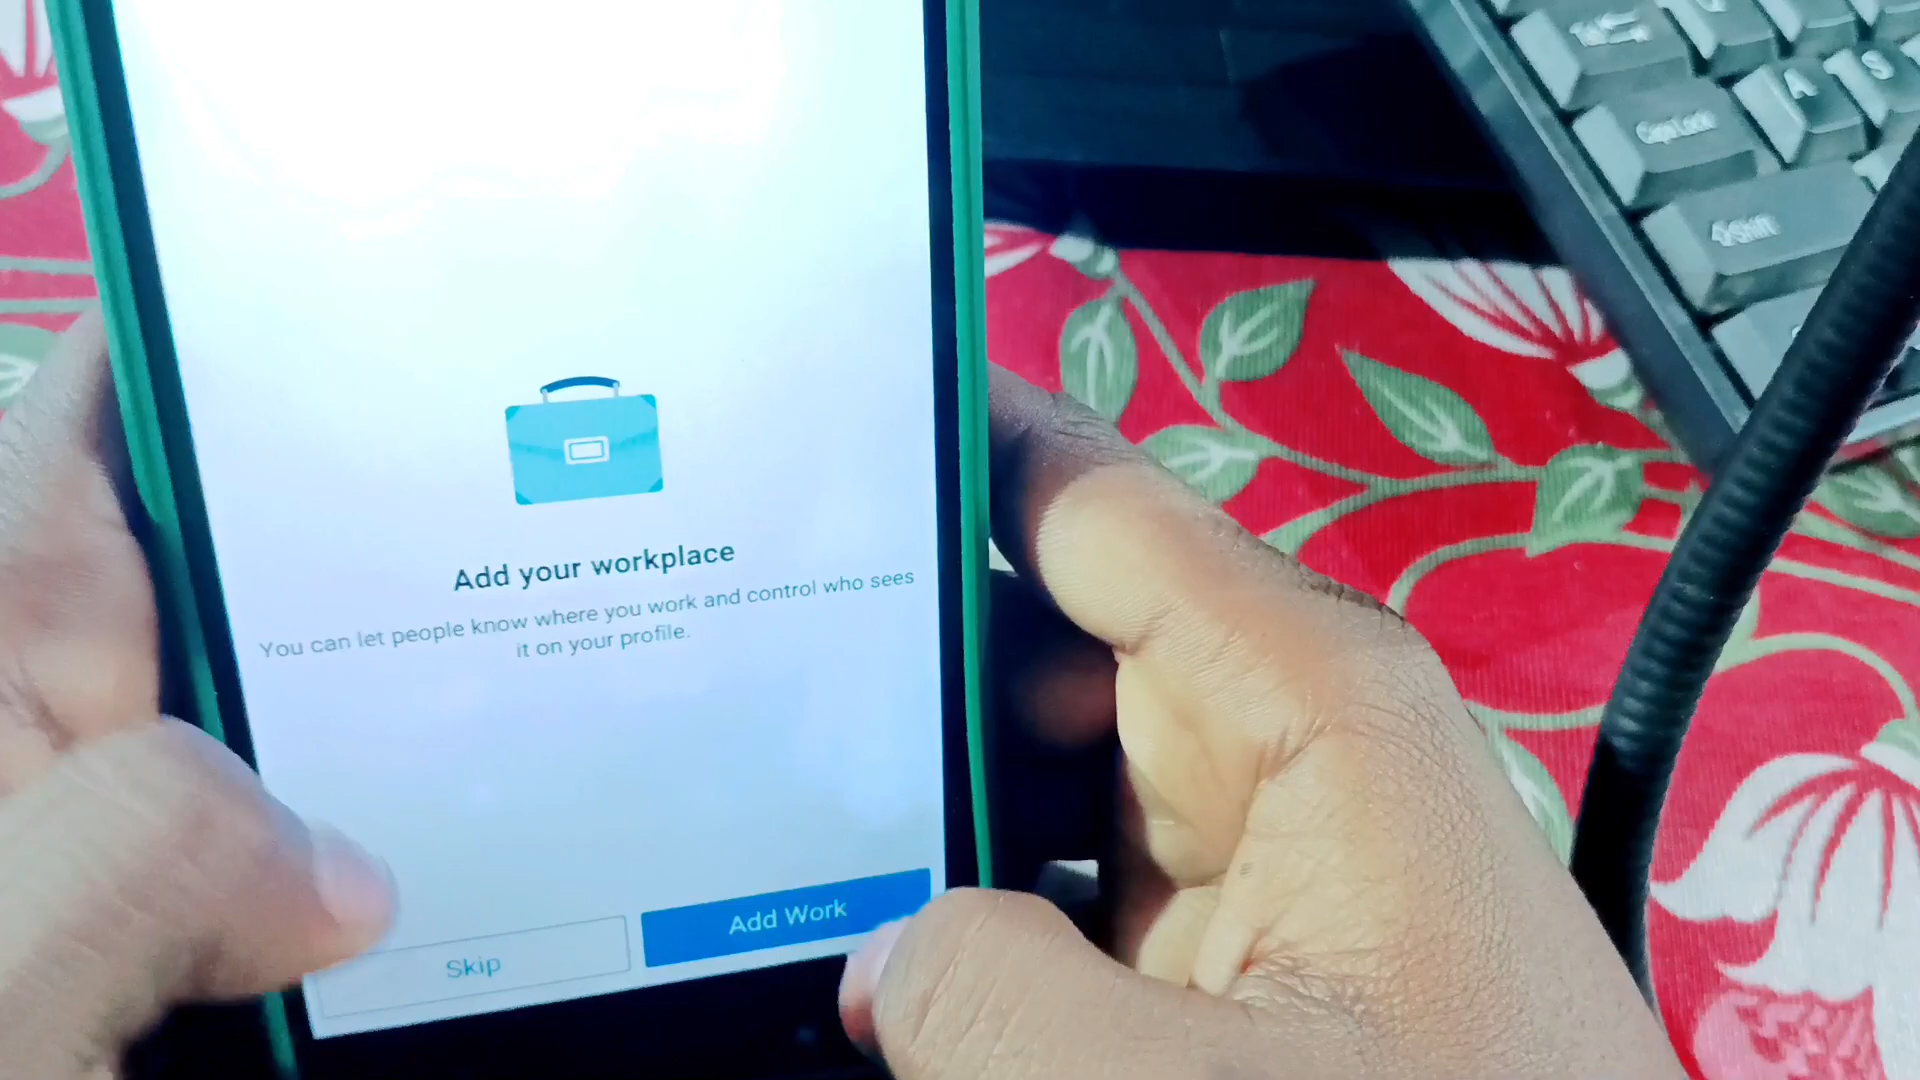 Add your workplace
You can let people know where you work and control who sees
it on your profile.
Skip
Add Work
Tab
A
S
Caps Lock
Shift